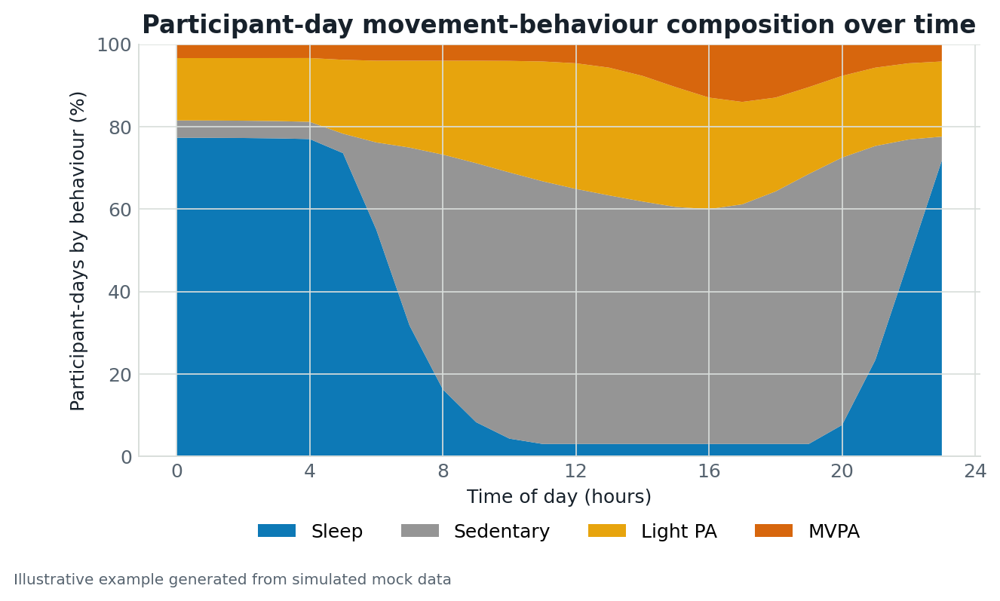 Participant-day movement-behaviour composition over time
Participant-days by behaviour (%)
100
80
60
40
20
0
0 4 8 12 16 20 24
Time of day (hours)
Sleep Sedentary Light PA MVPA
Illustrative example generated from simulated mock data